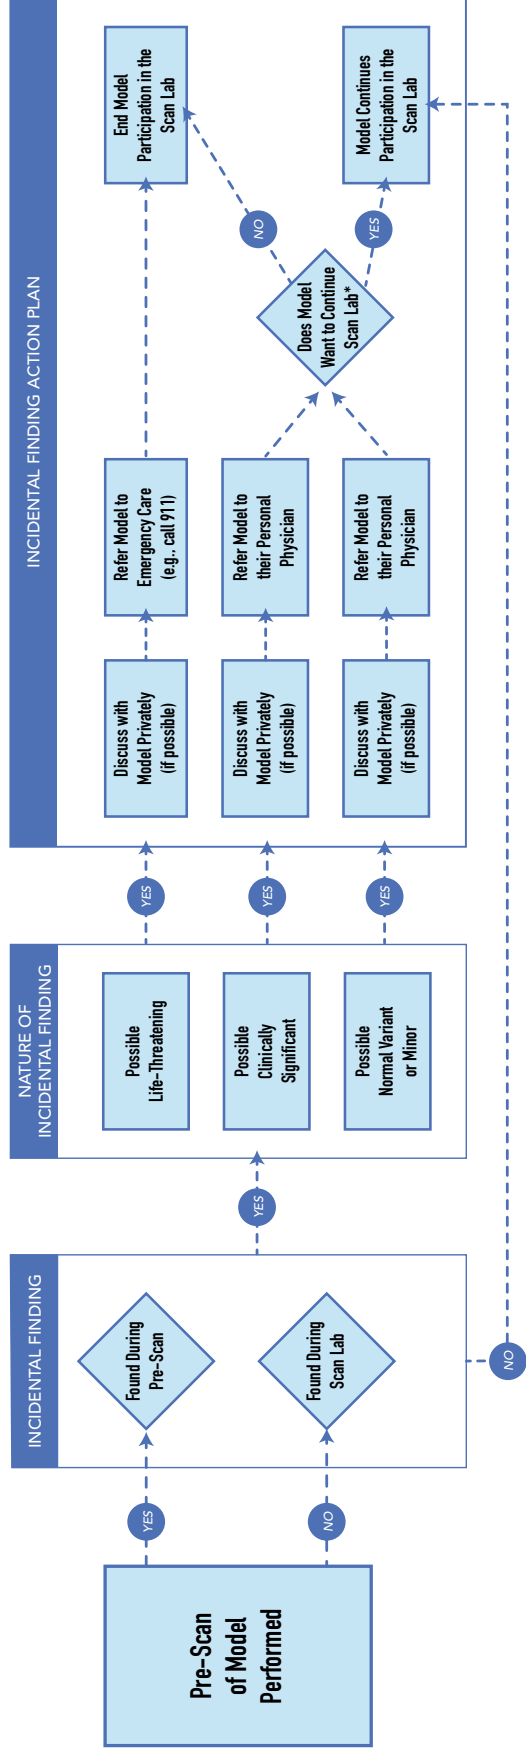 Pre-Scan
of Model
Performed
YES
NO
INCIDENTAL FINDING
Found During
Pre-Scan
Found During
Scan Lab
YES
NO
NATURE OF
INCIDENTAL FINDING
Possible
Life-Threatening
Possible
Clinically
Significant
Possible
Normal Variant
or Minor
YES
YES
YES
INCIDENTAL FINDING ACTION PLAN
Discuss with
Model Privately
(if possible)
Refer Model to
Emergency Care
(e.g., call 911)
Discuss with
Model Privately
(if possible)
Refer Model to
their Personal
Physician
Discuss with
Model Privately
(if possible)
Refer Model to
their Personal
Physician
Does Model
Want to Continue
Scan Lab*
NO
YES
End Model
Participation in the
Scan Lab
Model Continues
Participation in the
Scan Lab